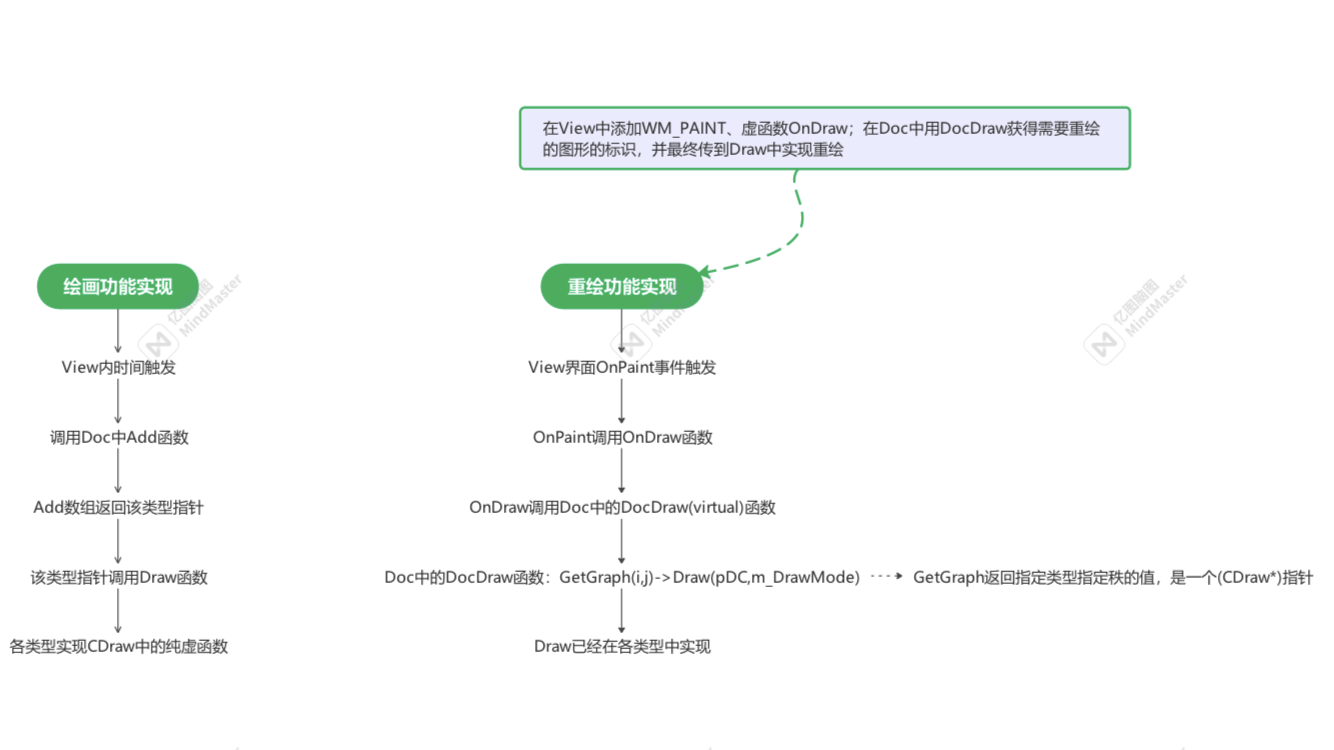 在View中添加WM_PAINT、虚函数OnDraw；在Doc中用DocDraw获得需要重绘
的图形的标识，并最终传到Draw中实现重绘
绘画功能实现
View内时间触发
调用Doc中Add函数
Add数组返回该类型指针
该类型指针调用Draw函数
各类型实现CDraw中的纯虚函数
重绘功能实现
View界面OnPaint事件触发
OnPaint调用OnDraw函数
OnDraw调用Doc中的DocDraw(virtual)函数
Doc中的DocDraw函数：GetGraph(i,j)->Draw(pDC,m_DrawMode)
GetGraph返回指定类型指定秩的值，是一个(CDraw*)指针
Draw已经在各类型中实现
亿图脑图
MindMaster
MindMaster
亿图脑图
MindMaster